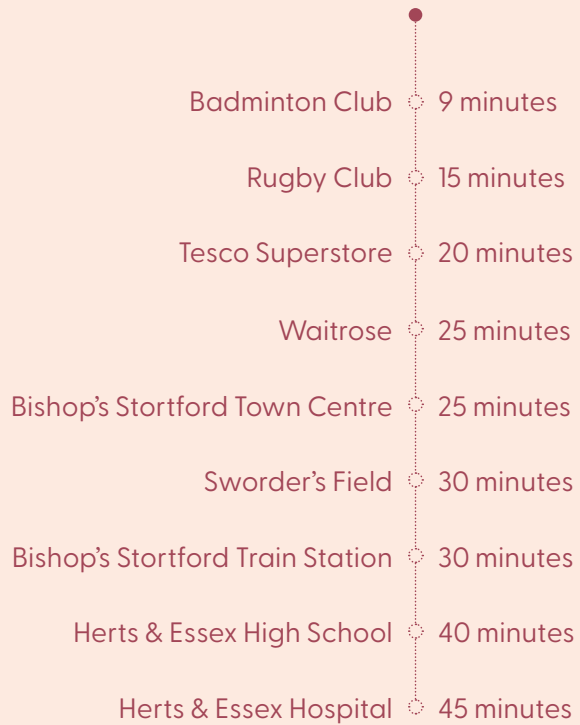 Badminton Club 9 minutes
Rugby Club 15 minutes
Tesco Superstore 20 minutes
Waitrose 25 minutes
Bishop's Stortford Town Centre 25 minutes
Sworder's Field 30 minutes
Bishop's Stortford Train Station 30 minutes
Herts & Essex High School 40 minutes
Herts & Essex Hospital 45 minutes